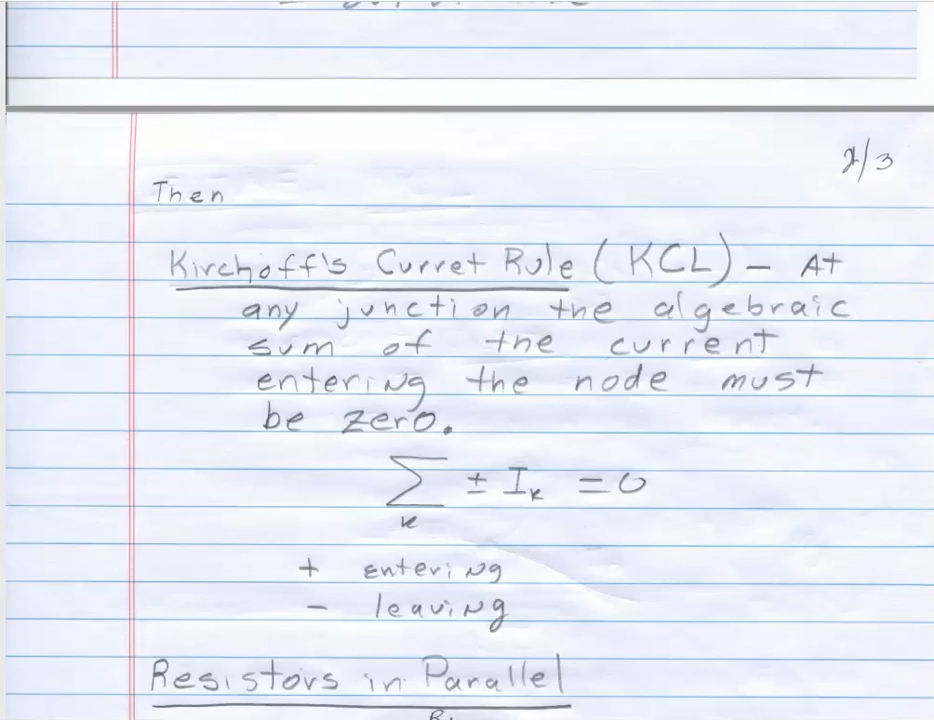 2/3
Then
Kirchoff's Curret Rule (KCL) – At
any junction the algebraic
sum of the current
entering the node must
be zero.
∑ ± I_k = 0
k
+ entering
- leaving
Resistors in Parallel